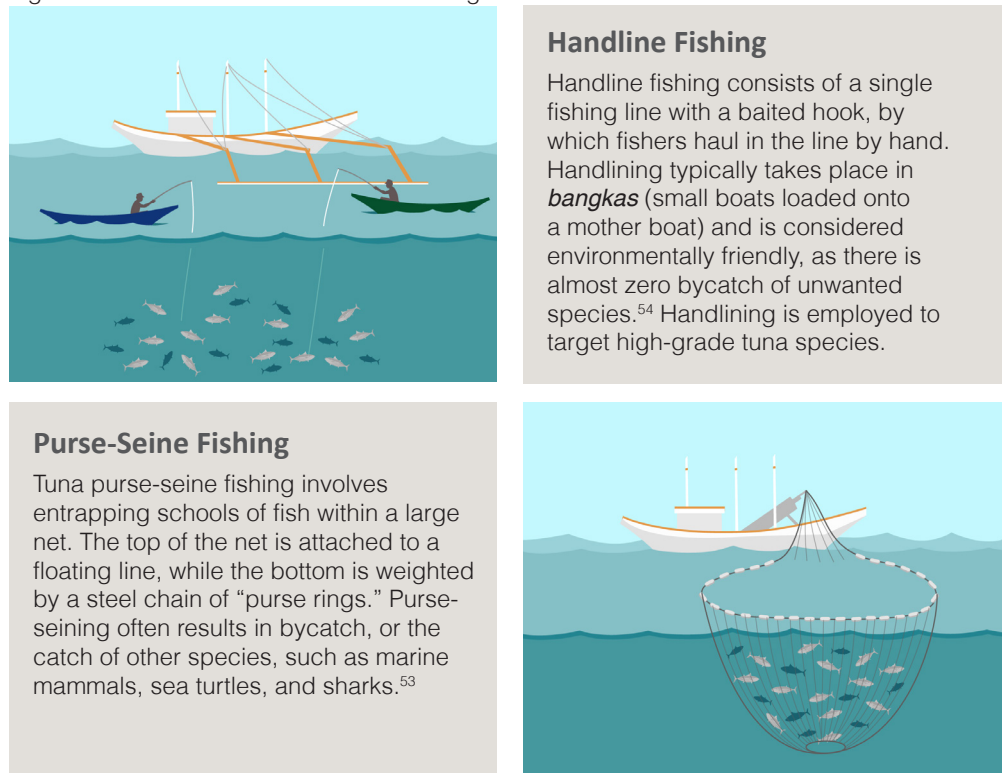 Handline Fishing
Handline fishing consists of a single
fishing line with a baited hook, by
which fishers haul in the line by hand.
Handlining typically takes place in
bangkas (small boats loaded onto
a mother boat) and is considered
environmentally friendly, as there is
almost zero bycatch of unwanted
species.54 Handlining is employed to
target high-grade tuna species.
Purse-Seine Fishing
Tuna purse-seine fishing involves
entrapping schools of fish within a large
net. The top of the net is attached to a
floating line, while the bottom is weighted
by a steel chain of “purse rings.” Purse-
seining often results in bycatch, or the
catch of other species, such as marine
mammals, sea turtles, and sharks.53